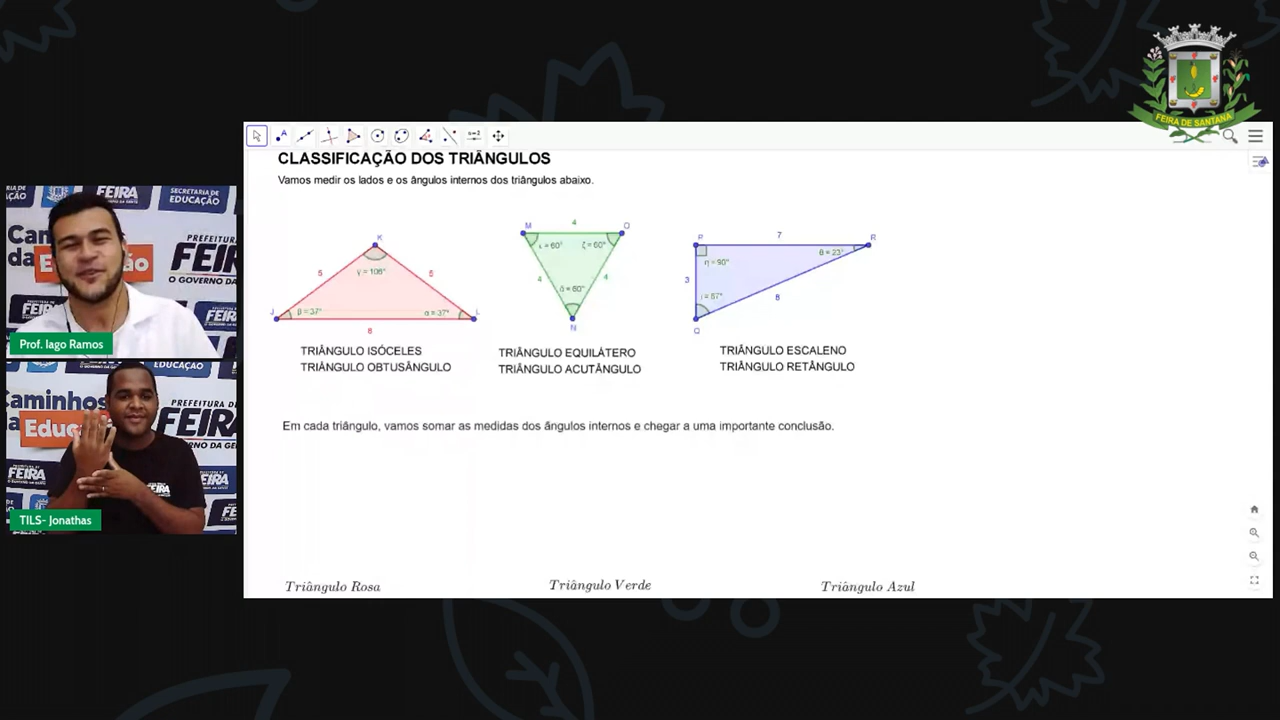 FEIRA DE SANTANA
CLASSIFICAÇÃO DOS TRIÂNGULOS
Vamos medir os lados e os ângulos internos dos triângulos abaixo.
K
5
γ = 106°
J
β = 37°
α = 37°
L
8
TRIÂNGULO ISÓCELES
TRIÂNGULO OBTUSÂNGULO
M
4
O
ζ = 60°
4
4
δ = 60°
N
TRIÂNGULO EQUILÁTERO
TRIÂNGULO ACUTÂNGULO
P
7
R
η = 90°
θ = 23°
3
8
Q
TRIÂNGULO ESCALENO
TRIÂNGULO RETÂNGULO
Em cada triângulo, vamos somar as medidas dos ângulos internos e chegar a uma importante conclusão.
Triângulo Rosa
Triângulo Verde
Triângulo Azul
SECRETARIA DE
EDUCAÇÃO
PREFEITURA
FEIRA
O GOVERNO DA
Prof. Iago Ramos
EDUCAÇÃO
Caminhos
PREFEITURA DE
FEIRA
TILS- Jonathas